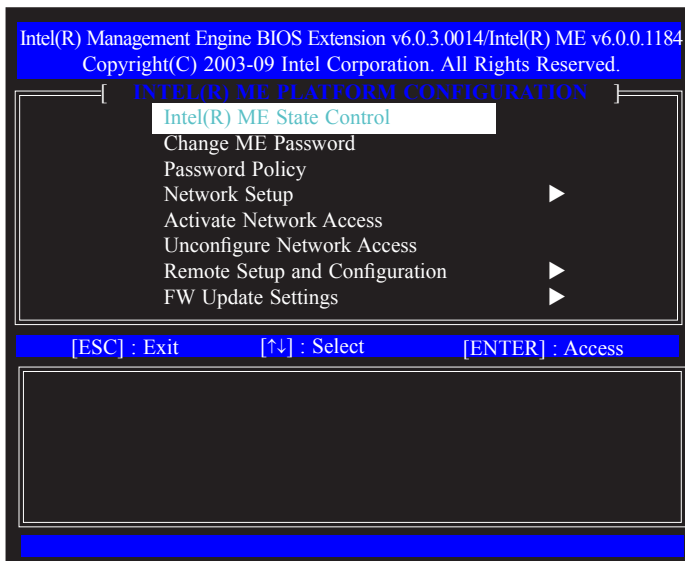 Intel(R) Management Engine BIOS Extension v6.0.3.0014/Intel(R) ME v6.0.0.1184
Copyright(C) 2003-09 Intel Corporation. All Rights Reserved.
[ INTEL(R) ME PLATFORM CONFIGURATION ]
Intel(R) ME State Control
Change ME Password
Password Policy
Network Setup ▶
Activate Network Access
Unconfigure Network Access
Remote Setup and Configuration ▶
FW Update Settings ▶
[ESC] : Exit [↑↓] : Select [ENTER] : Access